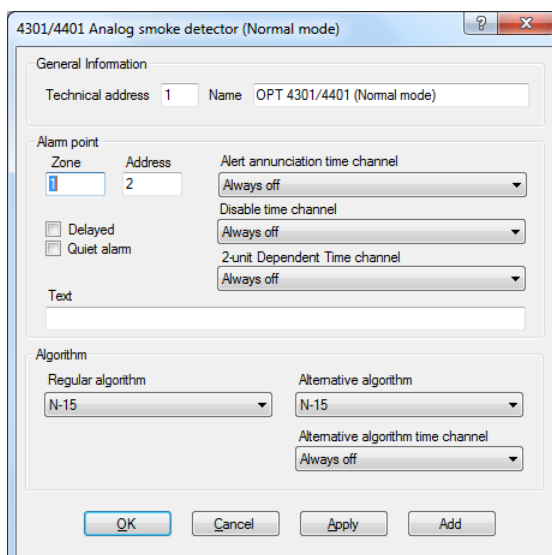 4301/4401 Analog smoke detector (Normal mode)
?
General Information
Technical address 1 Name OPT 4301/4401 (Normal mode)
Alarm point
Zone Address Alert annunciation time channel
1 2 Always off
Disable time channel
Delayed Always off
Quiet alarm
2-unit Dependent Time channel
Always off
Text
Algorithm
Regular algorithm Alternative algorithm
N-15 N-15
Alternative algorithm time channel
Always off
OK Cancel Apply Add